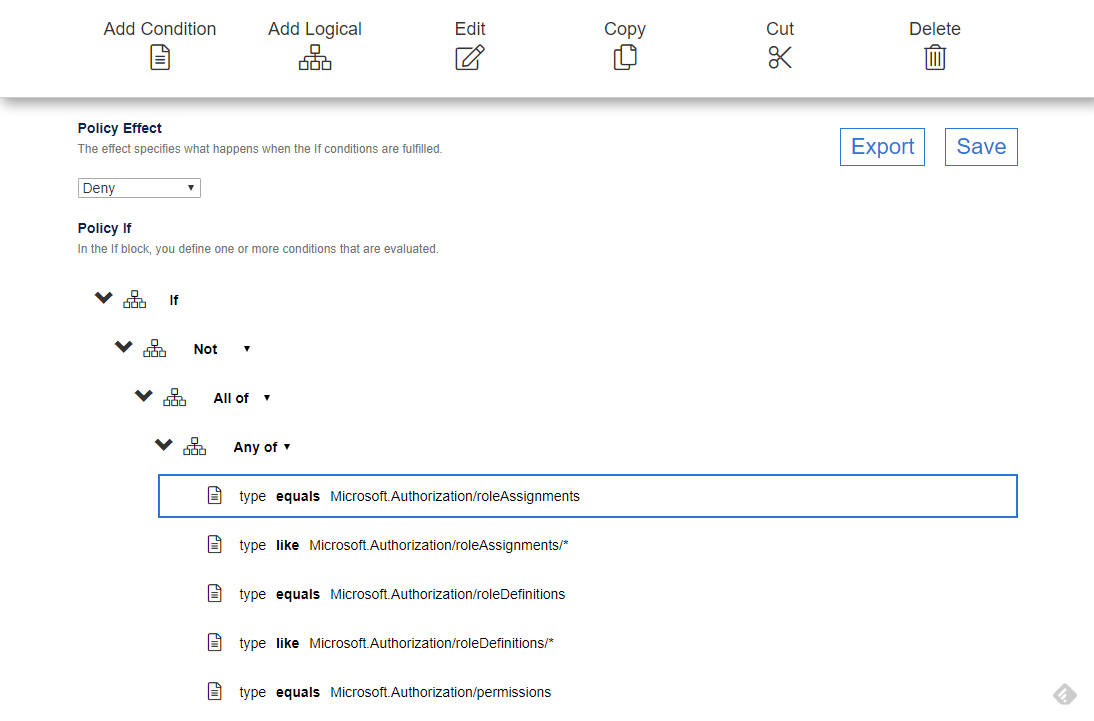 Add Condition Add Logical Edit Copy Cut Delete
Policy Effect
The effect specifies what happens when the If conditions are fulfilled.
Export Save
Deny
Policy If
In the If block, you define one or more conditions that are evaluated.
If
Not
All of
Any of
type equals Microsoft.Authorization/roleAssignments
type like Microsoft.Authorization/roleAssignments/*
type equals Microsoft.Authorization/roleDefinitions
type like Microsoft.Authorization/roleDefinitions/*
type equals Microsoft.Authorization/permissions